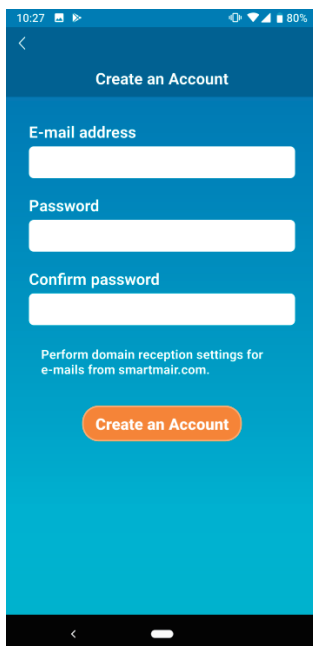 10:27 80%
Create an Account
E-mail address
Password
Confirm password
Perform domain reception settings for
e-mails from smartmair.com.
Create an Account